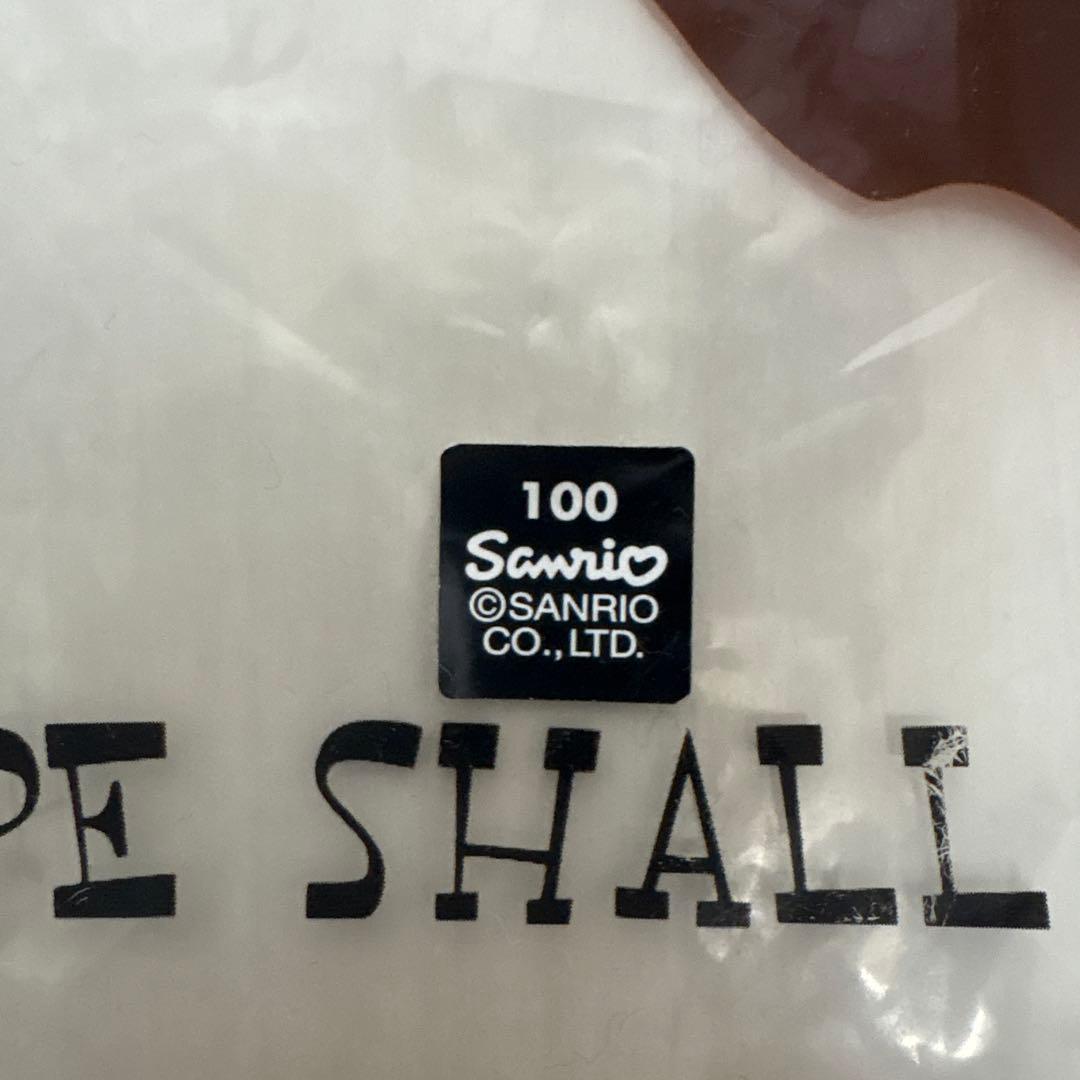 100
Sanrio
©SANRIO
CO.,LTD.
PE SHALL